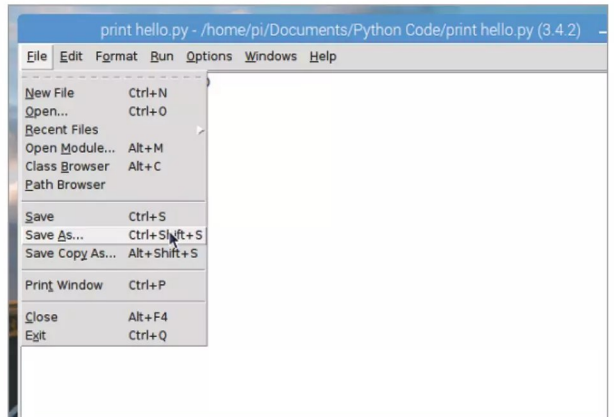 print hello.py - /home/pi/Documents/Python Code/print hello.py (3.4.2)
File Edit Format Run Options Windows Help
)
New File Ctrl+N
Open... Ctrl+O
Recent Files
Open Module... Alt+M
Class Browser Alt+C
Path Browser
Save Ctrl+S
Save As... Ctrl+Shift+S
Save Copy As... Alt+Shift+S
Print Window Ctrl+P
Close Alt+F4
Exit Ctrl+Q